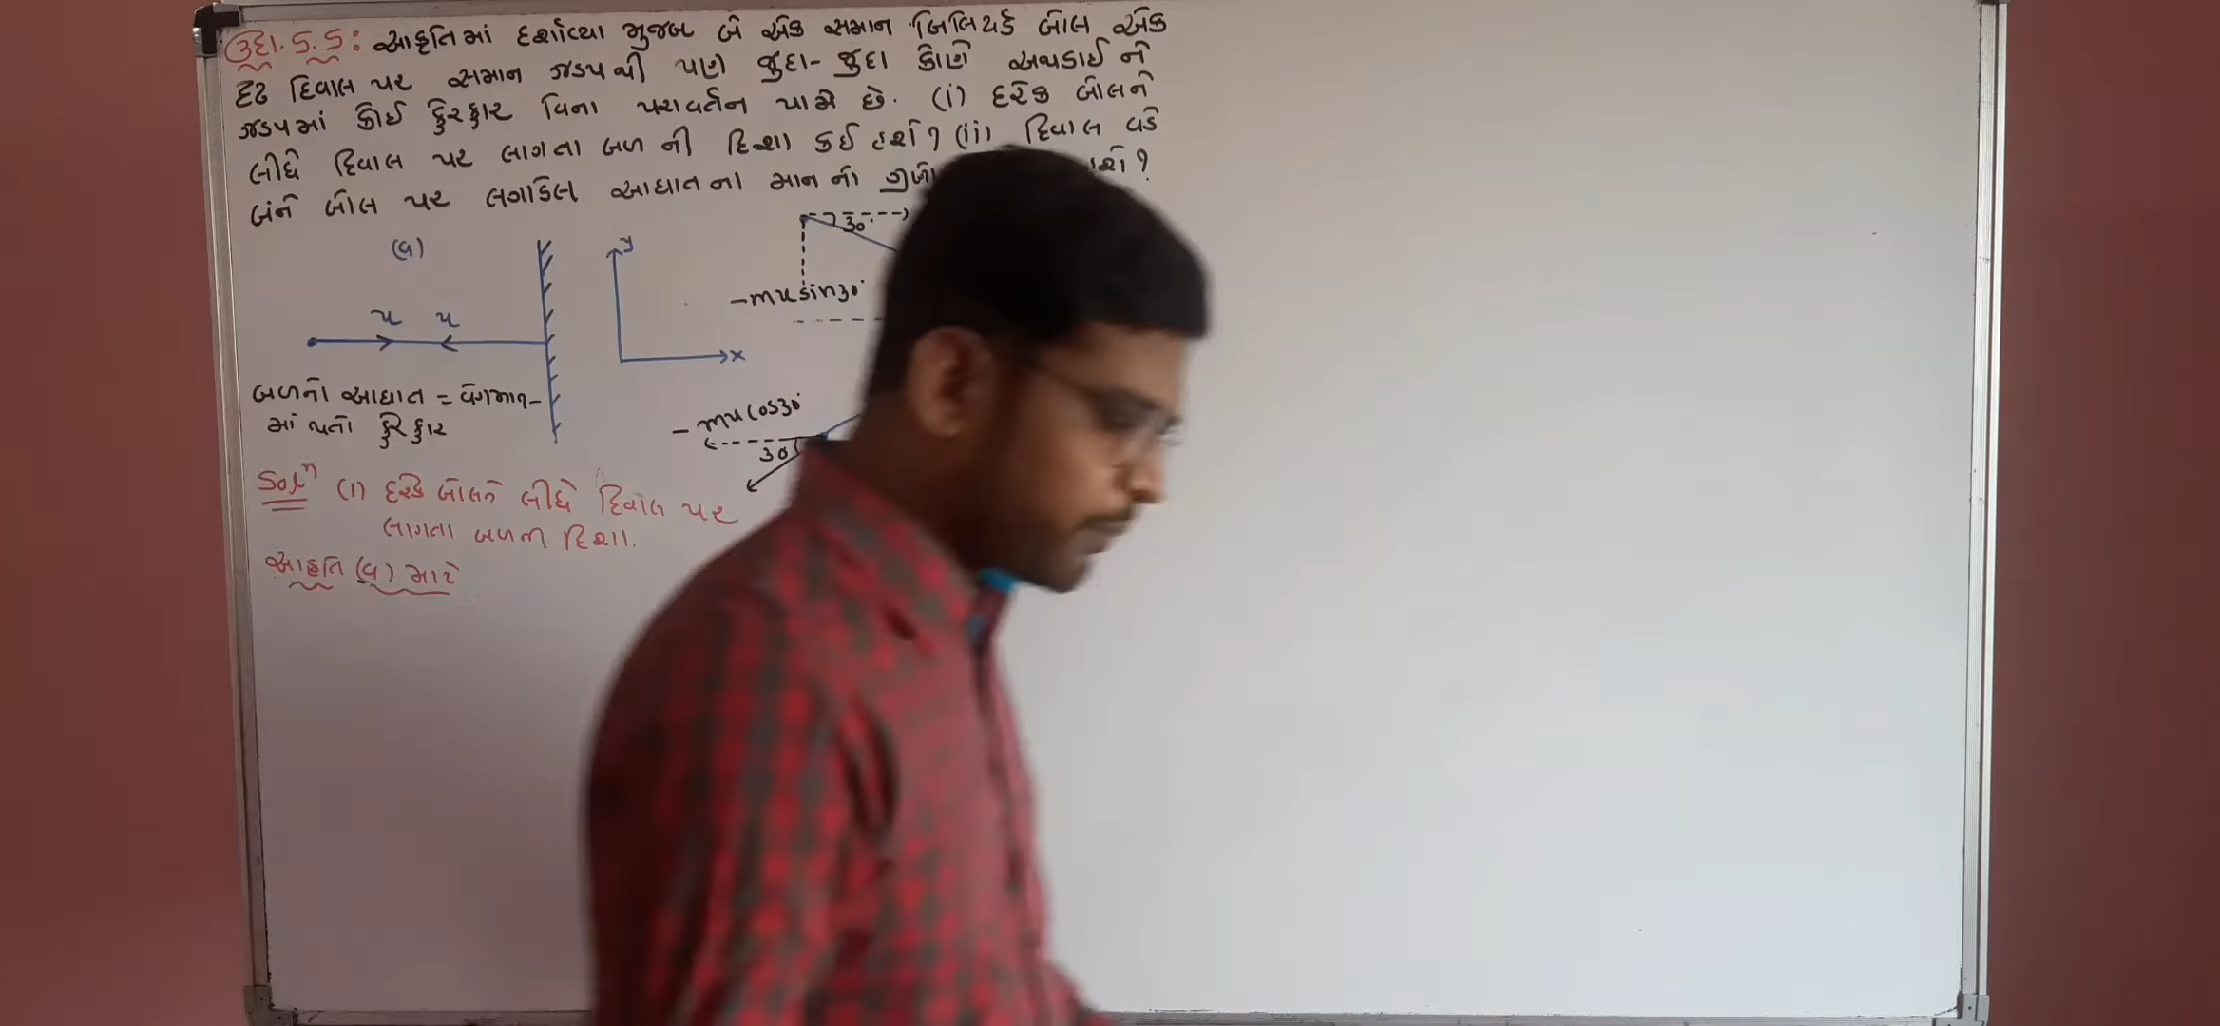 ઉદા. 5.5: આકૃતિમાં દર્શાવ્યા મુજબ બે એક સમાન બિલિયર્ડ બોલ એક
દૃઢ દિવાલ પર સમાન ઝડપથી પણ જુદા-જુદા કોણે અથડાઈ ને
ઝડપમાં કોઈ ફેરફાર વિના પરાવર્તન પામે છે. (i) દરેક બોલને
લીધે દિવાલ પર લાગતા બળ ની દિશા કઈ હશે? (ii) દિવાલ વડે
બંને બોલ પર લગાડેલ આઘાતના માન નો હશે?
30°
(a)
y
-musin30°
u u
x
બળનો આઘાત = વેગમાન-
માં થતો ફેરફાર
-mucos30°
30
Solⁿ (i) દરેક બોલને લીધે દિવાલ પર
લાગતા બળની દિશા.
આકૃતિ (a) માટે